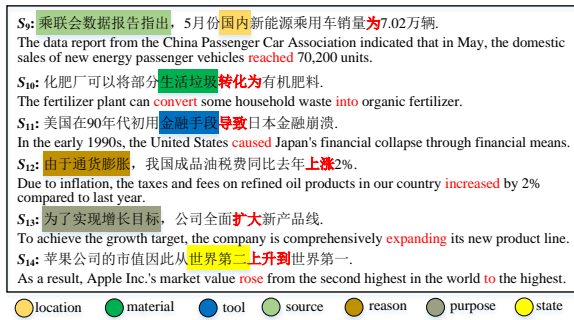 S9: 乘联会数据报告指出，5月份国内新能源乘用车销量为7.02万辆.
The data report from the China Passenger Car Association indicated that in May, the domestic
sales of new energy passenger vehicles reached 70,200 units.
S10: 化肥厂可以将部分生活垃圾转化为有机肥料.
The fertilizer plant can convert some household waste into organic fertilizer.
S11: 美国在90年代初用金融手段导致日本金融崩溃.
In the early 1990s, the United States caused Japan's financial collapse through financial means.
S12: 由于通货膨胀，我国成品油税费同比去年上涨2%.
Due to inflation, the taxes and fees on refined oil products in our country increased by 2%
compared to last year.
S13: 为了实现增长目标，公司全面扩大新产品线.
To achieve the growth target, the company is comprehensively expanding its new product line.
S14: 苹果公司的市值因此从世界第二上升到世界第一.
As a result, Apple Inc.'s market value rose from the second highest in the world to the highest.
location material tool source reason purpose state